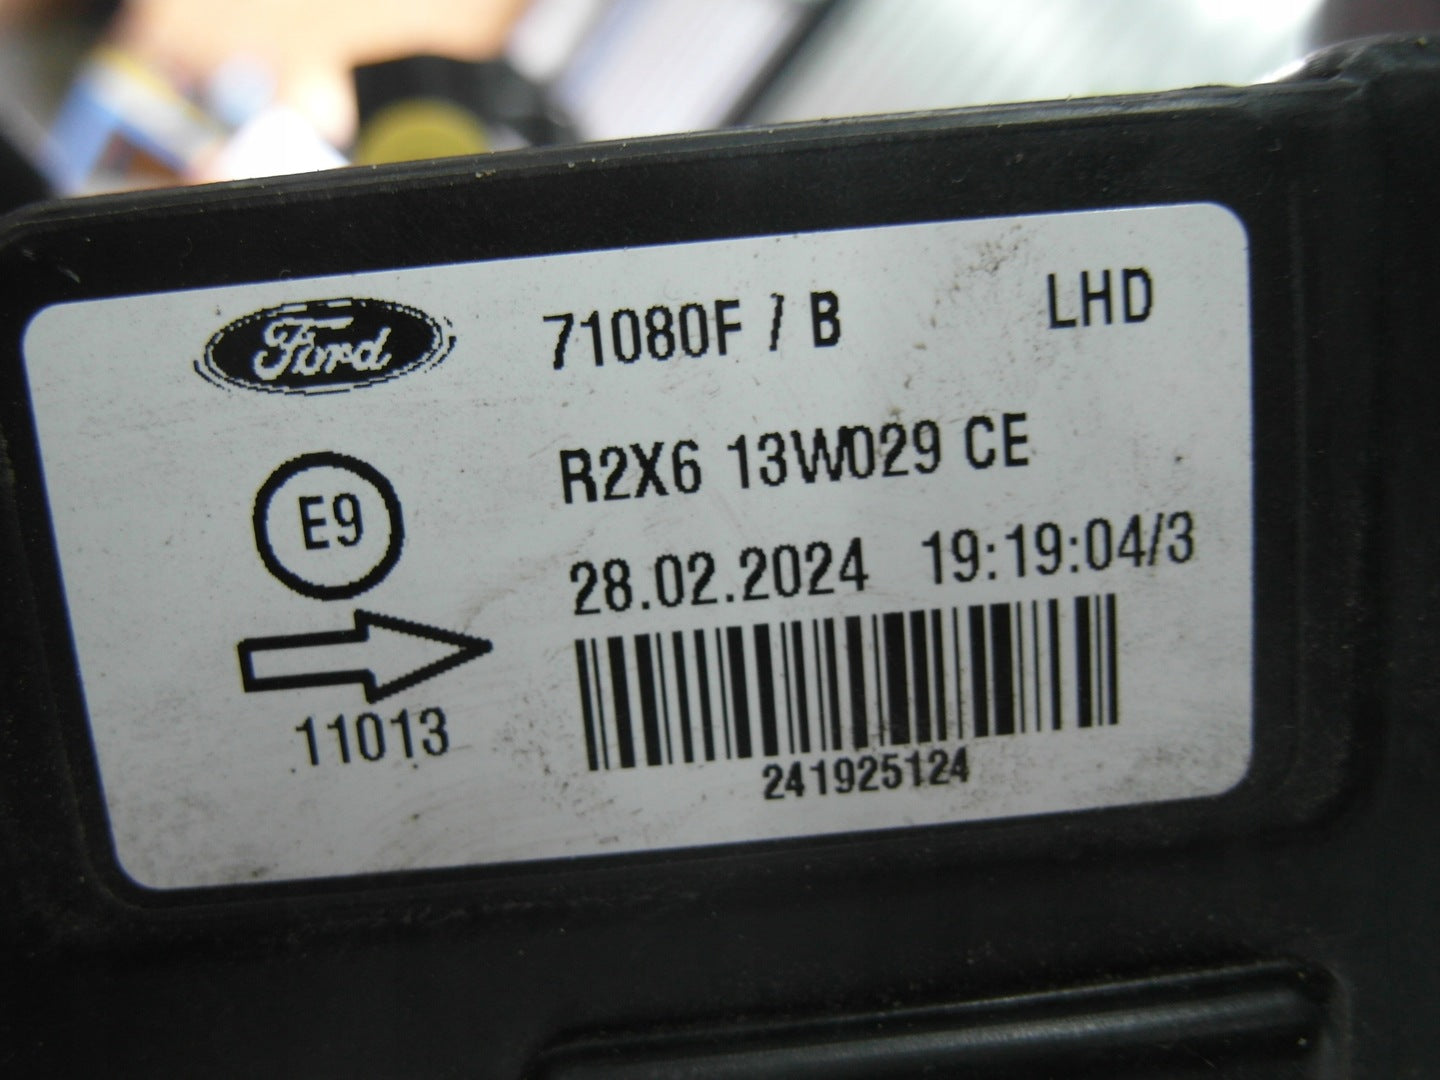 Ford
71080F / B
LHD
R2X6 13W029 CE
E9
28.02.2024 19:19:04/3
11013
241925124